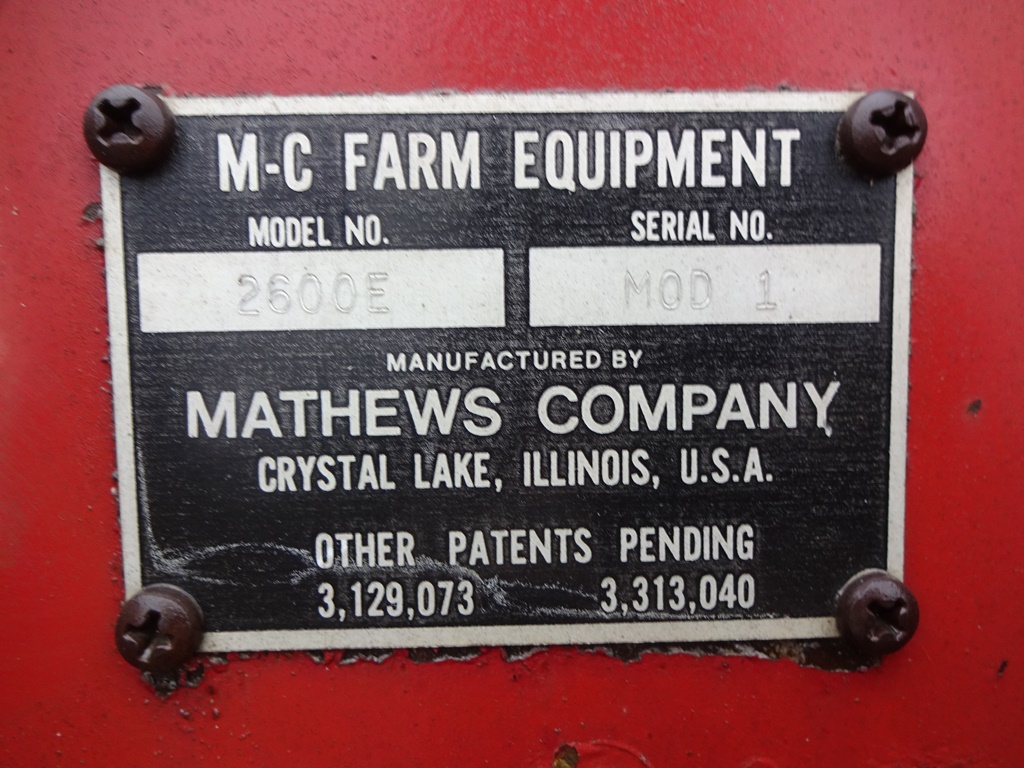 M-C FARM EQUIPMENT
MODEL NO. SERIAL NO.
2600E MOD 1
MANUFACTURED BY
MATHEWS COMPANY
CRYSTAL LAKE, ILLINOIS, U.S.A.
OTHER PATENTS PENDING
3,129,073 3,313,040